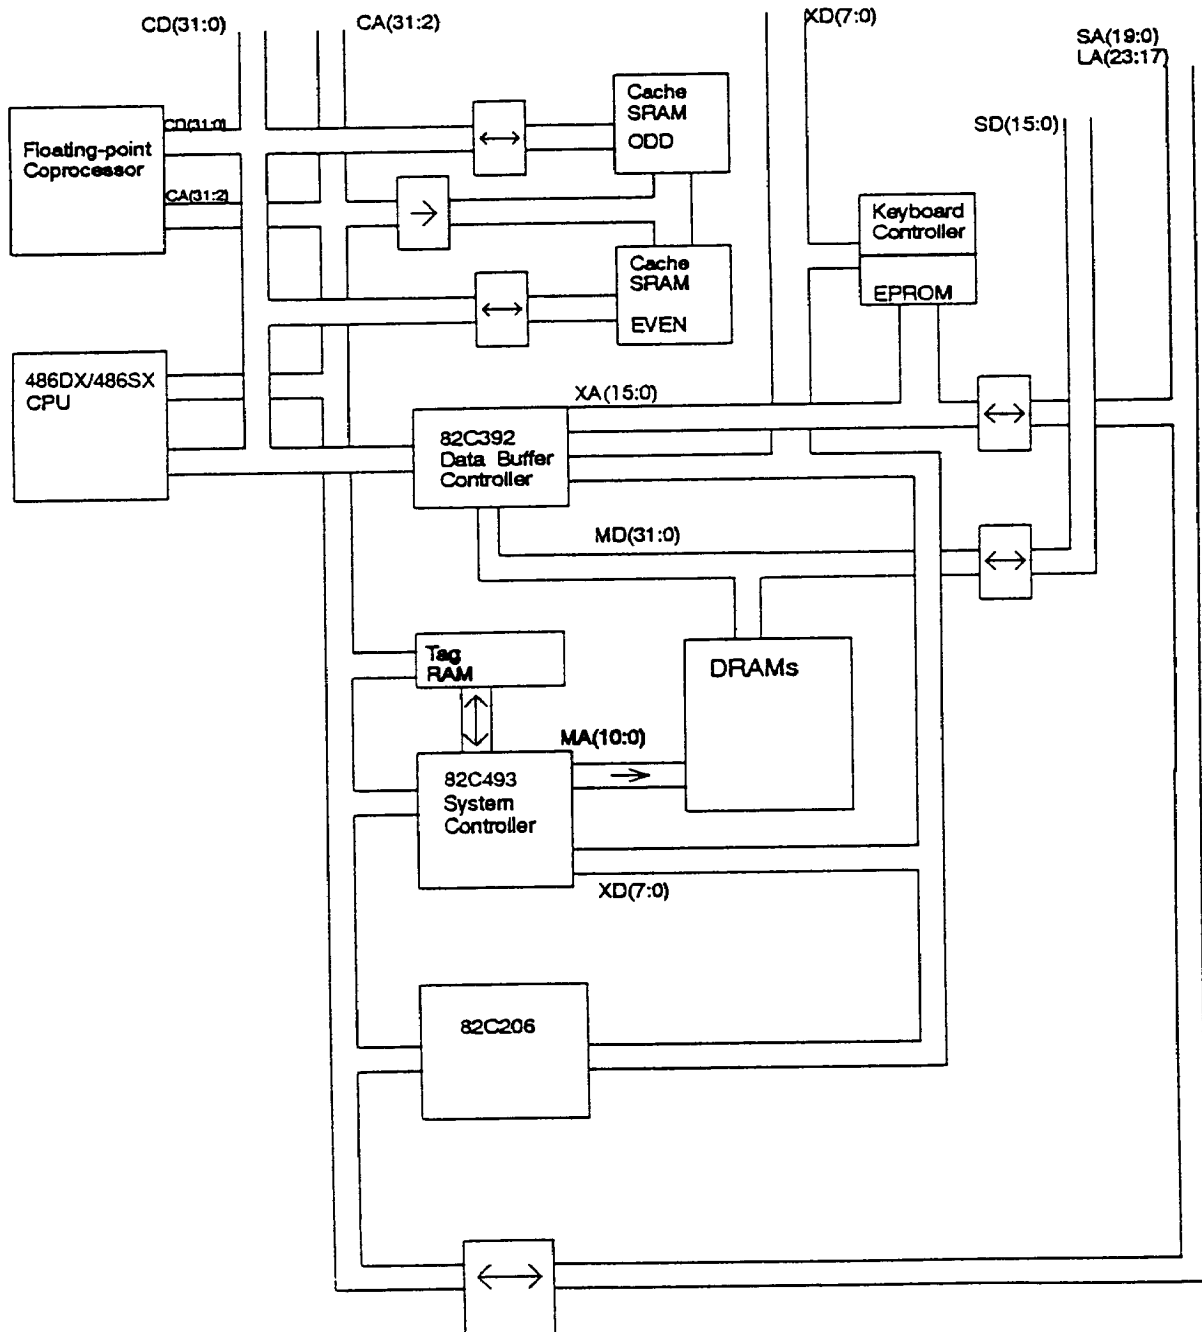 CD(31:0)
CA(31:2)
XD(7:0)
SA(19:0)
LA(23:17)
SD(15:0)
Floating-point
Coprocessor
CD(31:0)
CA(31:2)
Cache
SRAM
ODD
Keyboard
Controller
EPROM
Cache
SRAM
EVEN
486DX/486SX
CPU
XA(15:0)
82C392
Data Buffer
Controller
MD(31:0)
Tag
RAM
DRAMs
MA(10:0)
82C493
System
Controller
XD(7:0)
82C206